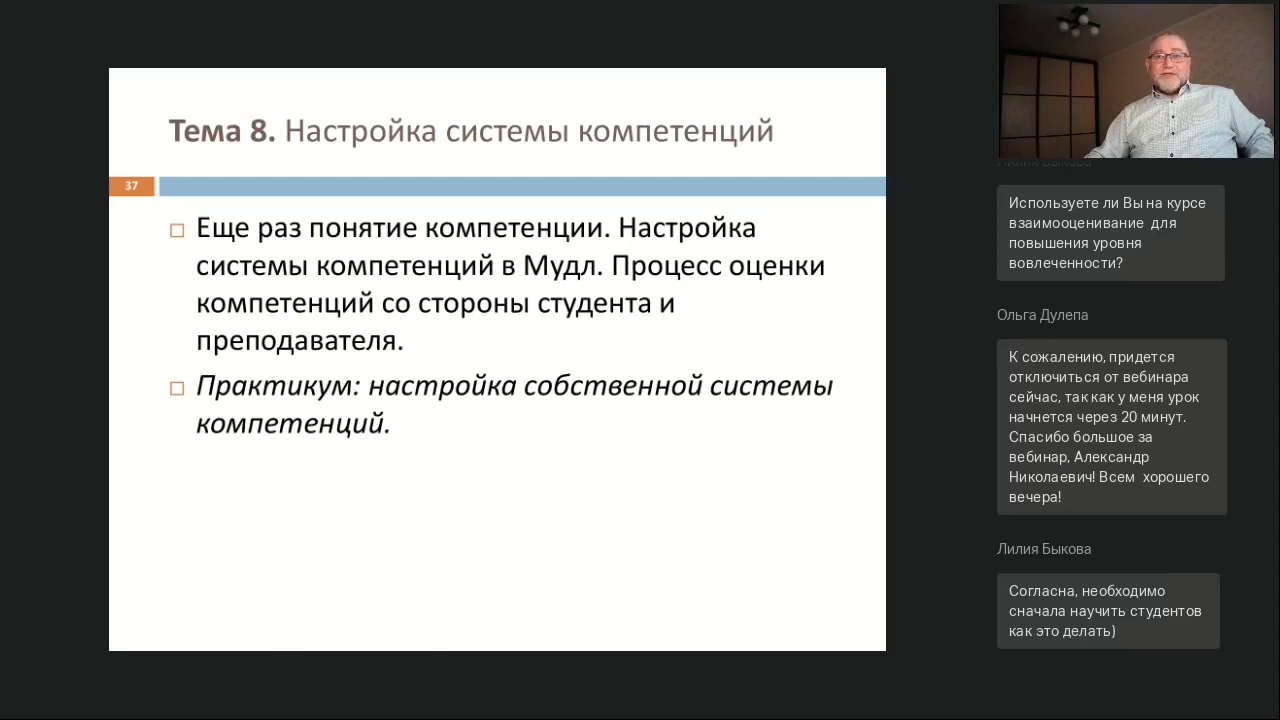 Тема 8. Настройка системы компетенций
37
Еще раз понятие компетенции. Настройка
системы компетенций в Мудл. Процесс оценки
компетенций со стороны студента и
преподавателя.
Практикум: настройка собственной системы
компетенций.
Лилия Быкова
Используете ли Вы на курсе
взаимооценивание для
повышения уровня
вовлеченности?
Ольга Дулепа
К сожалению, придется
отключиться от вебинара
сейчас, так как у меня урок
начнется через 20 минут.
Спасибо большое за
вебинар, Александр
Николаевич! Всем хорошего
вечера!
Лилия Быкова
Согласна, необходимо
сначала научить студентов
как это делать)